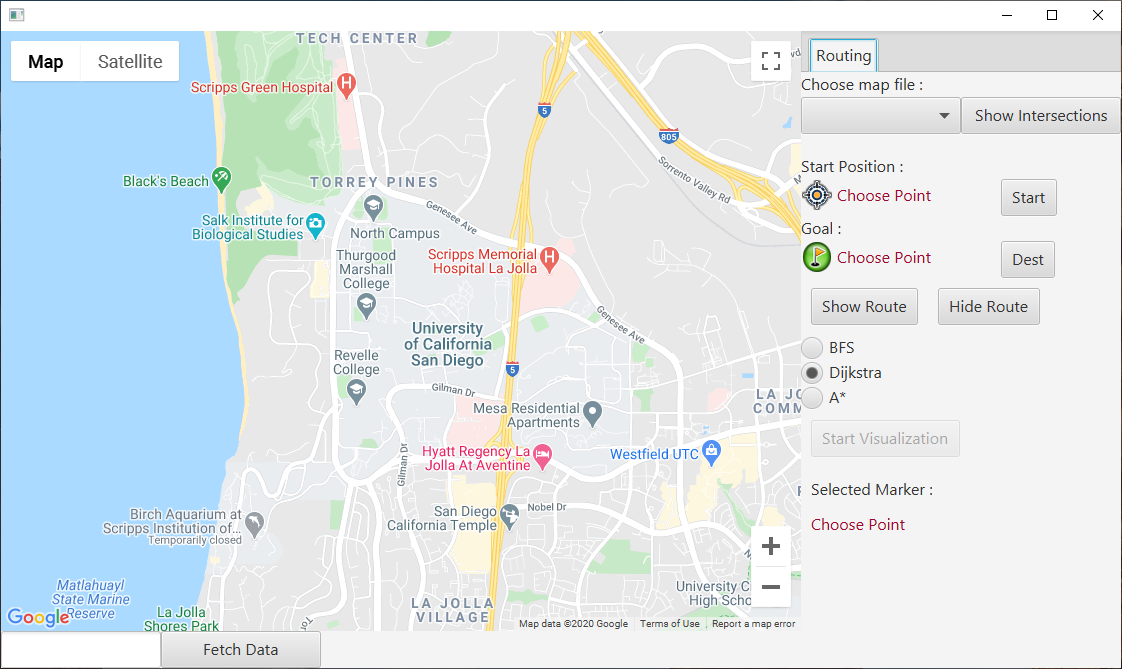 Map Satellite
TECH CENTER
Scripps Green Hospital
H
5
805
Sorrento Valley Rd
Black's Beach
TORREY PINES
Genesee Ave
Salk Institute for
Biological Studies
North Campus
Thurgood
Marshall
College
Scripps Memorial
Hospital La Jolla
H
Genesee Ave
University
of California
San Diego
Revelle
College
5
Gilman Dr
LA JO
COMM
Mesa Residential
Apartments
Hyatt Regency La
Jolla At Aventine
Westfield UTC
Gilman Dr
Nobel Dr
San Diego
California Temple
Birch Aquarium at
Scripps Institution of...
Temporarily closed
Matlahuayl
State Marine
Reserve
University C
High Scho
LA JOLLA
VILLAGE
La Jolla
Shores Park
Google
Map data ©2020 Google Terms of Use Report a map error
Fetch Data
Routing
Choose map file :
Show Intersections
Start Position :
Choose Point
Start
Goal :
Choose Point
Dest
Show Route Hide Route
BFS
Dijkstra
A*
Start Visualization
Selected Marker :
Choose Point